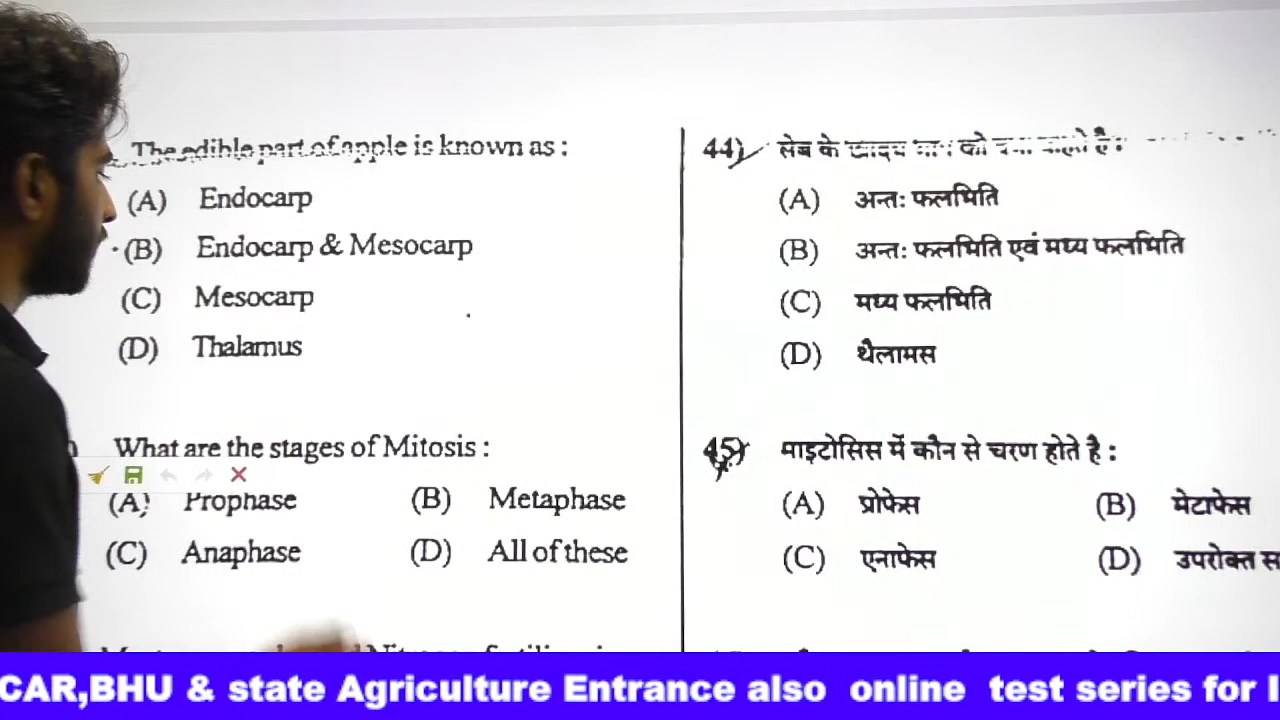 The edible part of apple is known as :
(A) Endocarp
(B) Endocarp & Mesocarp
(C) Mesocarp
(D) Thalamus
What are the stages of Mitosis :
(A) Prophase (B) Metaphase
(C) Anaphase (D) All of these
44) सेब के खाद्य भाग को क्या कहते है :
(A) अन्तः फलभिति
(B) अन्तः फलभिति एवं मध्य फलभिति
(C) मध्य फलभिति
(D) थैलामस
45) माइटोसिस में कौन से चरण होते है :
(A) प्रोफेस (B) मेटाफेस
(C) एनाफेस (D) उपरोक्त स
CAR,BHU & state Agriculture Entrance also online test series for I